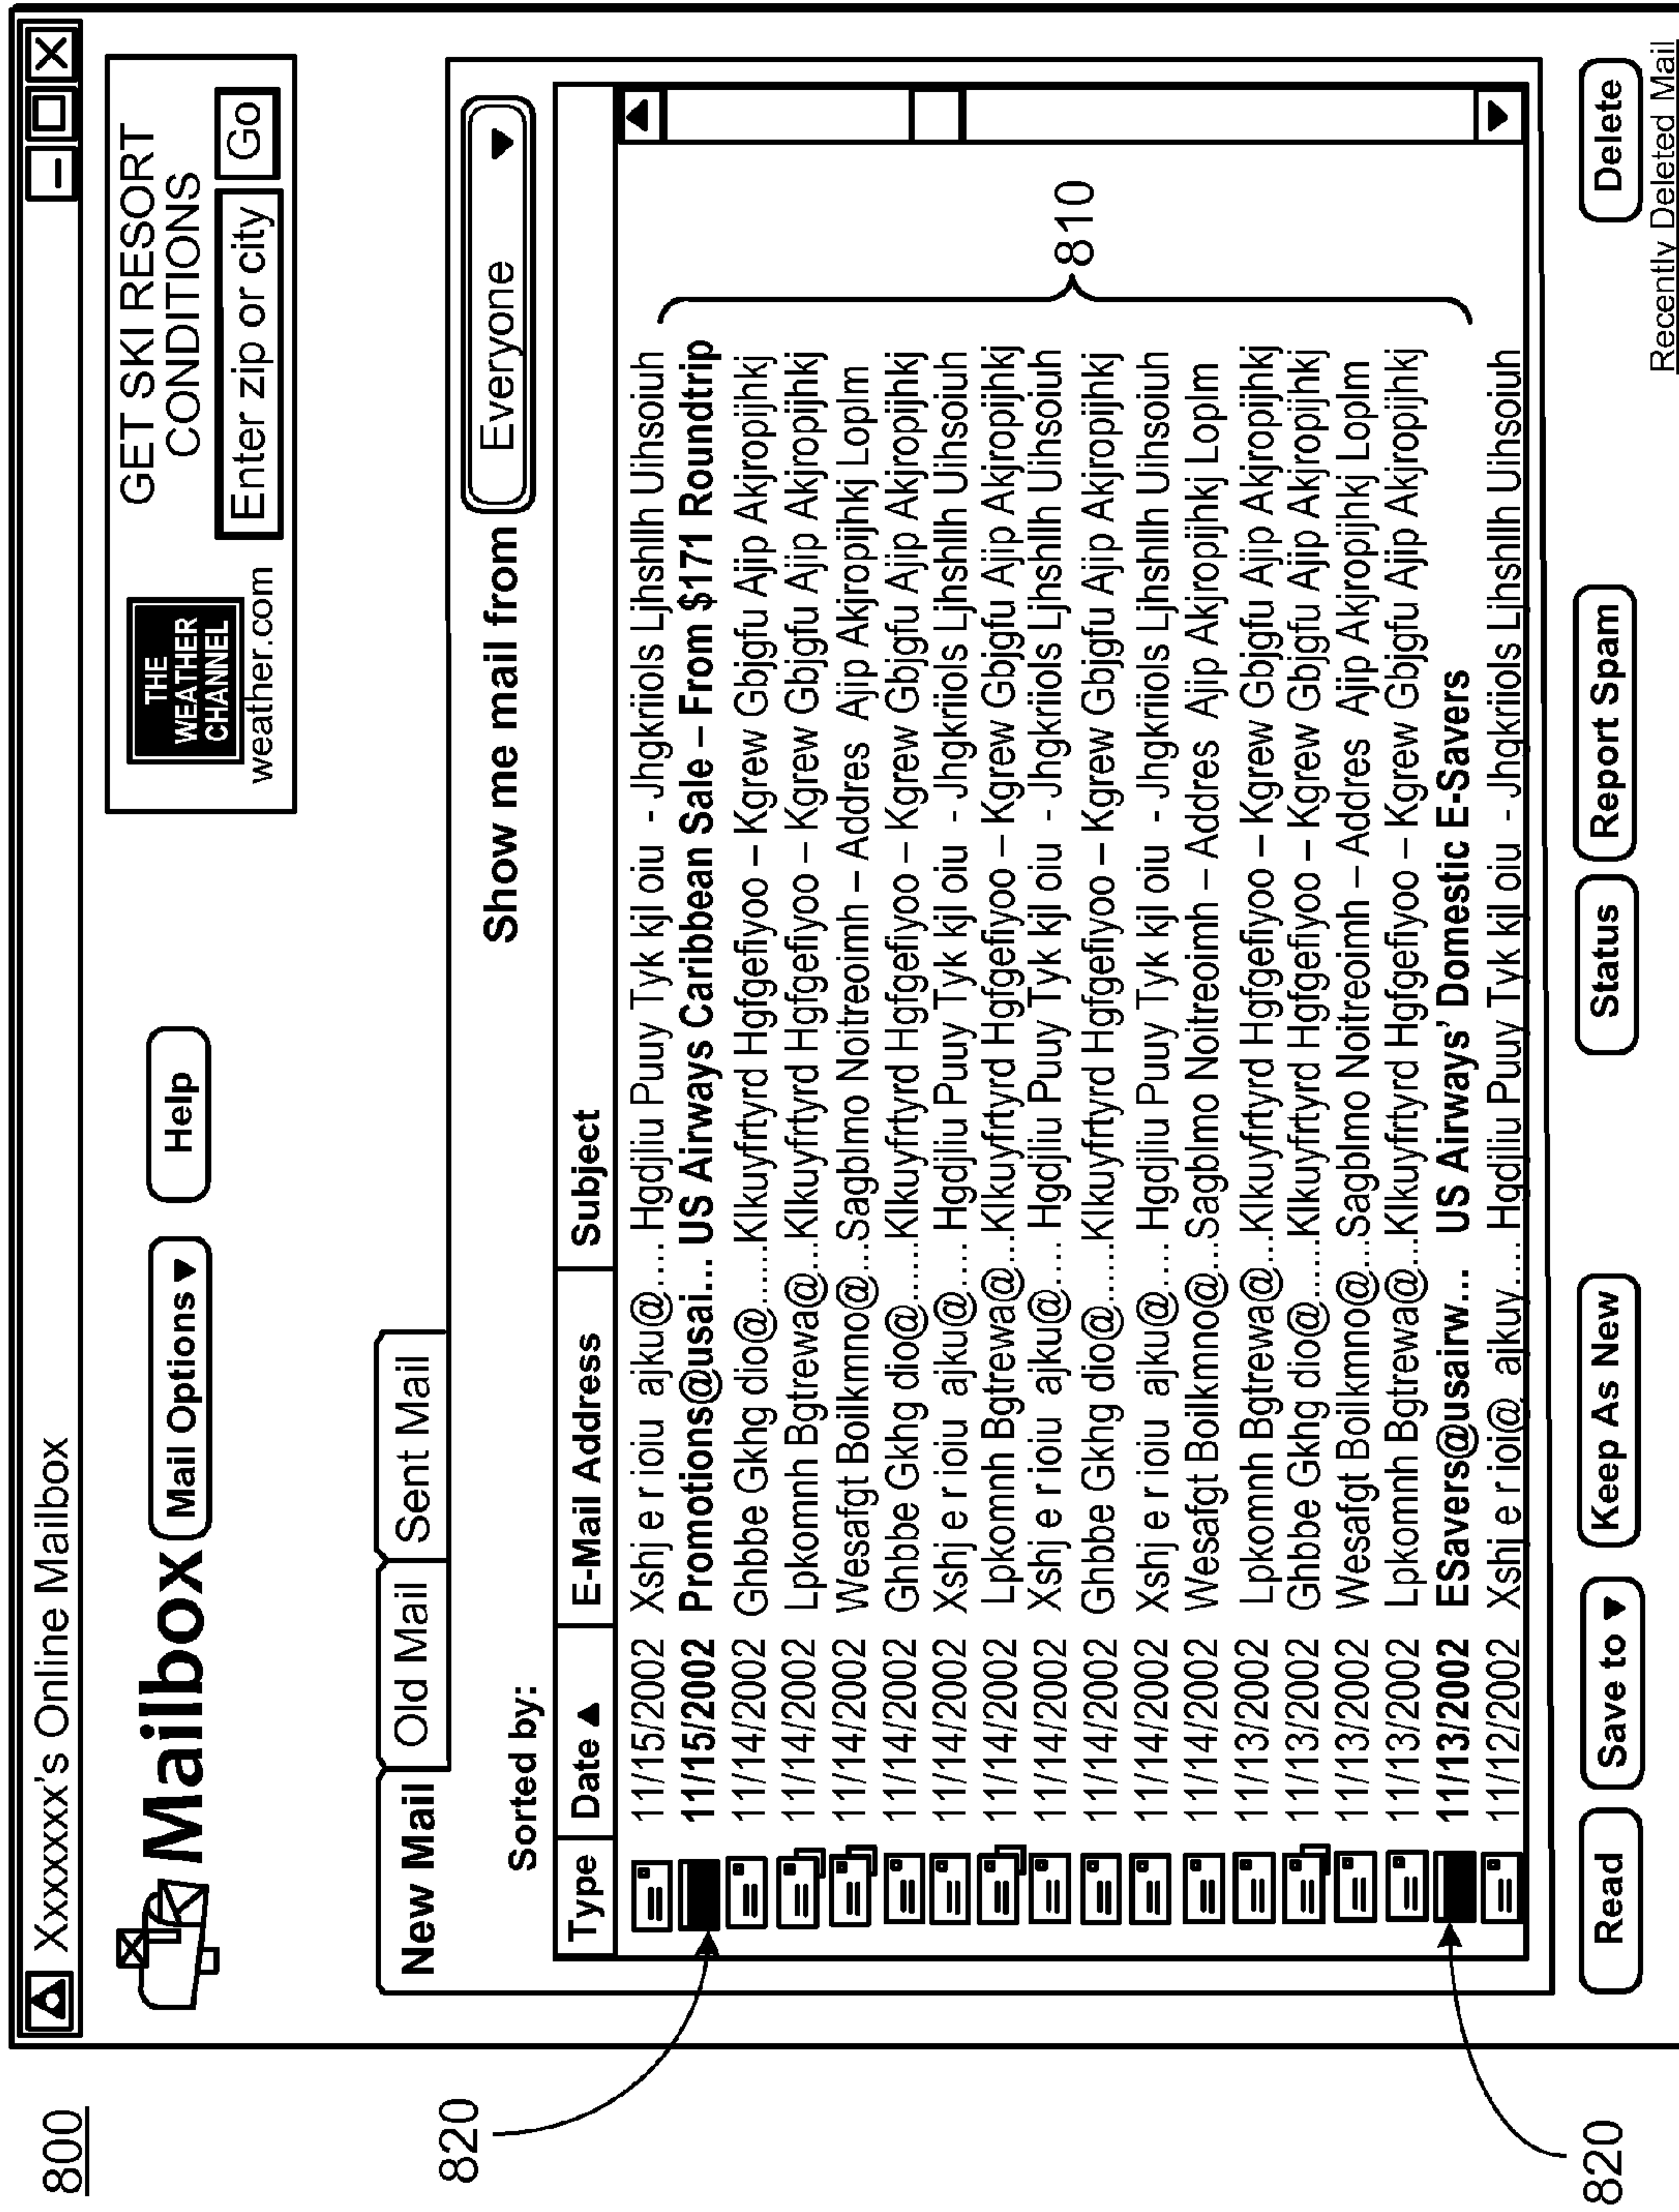 800
Xxxxxxx's Online Mailbox
Mailbox
Mail Options ▼
Help
THE
WEATHER
CHANNEL
weather.com
GET SKI RESORT
CONDITIONS
Enter zip or city
Go
New Mail
Old Mail
Sent Mail
Sorted by:
Show me mail from
Everyone ▼
Type Date ▲ E-Mail Address Subject
11/15/2002 Xshj e r ioiu ajku@.... Hgdjliu Puuy Tyk kjl oiu - Jhgkriiols Ljhshllh Uihsoiuh
11/15/2002 Promotions@usai... US Airways Caribbean Sale – From $171 Roundtrip
11/14/2002 Ghbbe Gkhg dio@......Klkuyfrtyrd Hgfgefiyoo – Kgrew Gbjgfu Ajip Akjropijhkj
11/14/2002 Lpkomnh Bgtrewa@...Klkuyfrtyrd Hgfgefiyoo – Kgrew Gbjgfu Ajip Akjropijhkj
11/14/2002 Wesafgt Boilkmno@...Sagblmo Noitreoimh – Addres Ajip Akjropijhkj Loplm
11/14/2002 Ghbbe Gkhg dio@......Klkuyfrtyrd Hgfgefiyoo – Kgrew Gbjgfu Ajip Akjropijhkj
11/14/2002 Xshj e r ioiu ajku@.... Hgdjliu Puuy Tyk kjl oiu - Jhgkriiols Ljhshllh Uihsoiuh
11/14/2002 Lpkomnh Bgtrewa@...Klkuyfrtyrd Hgfgefiyoo – Kgrew Gbjgfu Ajip Akjropijhkj
11/14/2002 Xshj e r ioiu ajku@.... Hgdjliu Puuy Tyk kjl oiu - Jhgkriiols Ljhshllh Uihsoiuh
11/14/2002 Ghbbe Gkhg dio@......Klkuyfrtyrd Hgfgefiyoo – Kgrew Gbjgfu Ajip Akjropijhkj
11/14/2002 Xshj e r ioiu ajku@.... Hgdjliu Puuy Tyk kjl oiu - Jhgkriiols Ljhshllh Uihsoiuh
11/14/2002 Wesafgt Boilkmno@...Sagblmo Noitreoimh – Addres Ajip Akjropijhkj Loplm
11/13/2002 Lpkomnh Bgtrewa@...Klkuyfrtyrd Hgfgefiyoo – Kgrew Gbjgfu Ajip Akjropijhkj
11/13/2002 Ghbbe Gkhg dio@......Klkuyfrtyrd Hgfgefiyoo – Kgrew Gbjgfu Ajip Akjropijhkj
11/13/2002 Wesafgt Boilkmno@...Sagblmo Noitreoimh – Addres Ajip Akjropijhkj Loplm
11/13/2002 Lpkomnh Bgtrewa@...Klkuyfrtyrd Hgfgefiyoo – Kgrew Gbjgfu Ajip Akjropijhkj
11/13/2002 ESavers@usairw... US Airways' Domestic E-Savers
11/12/2002 Xshj e r ioi@ ajkuy.... Hgdjliu Puuy Tyk kjl oiu - Jhgkriiols Ljhshllh Uihsoiuh
810
820
820
Read
Save to ▼
Keep As New
Status
Report Spam
Delete
Recently Deleted Mail